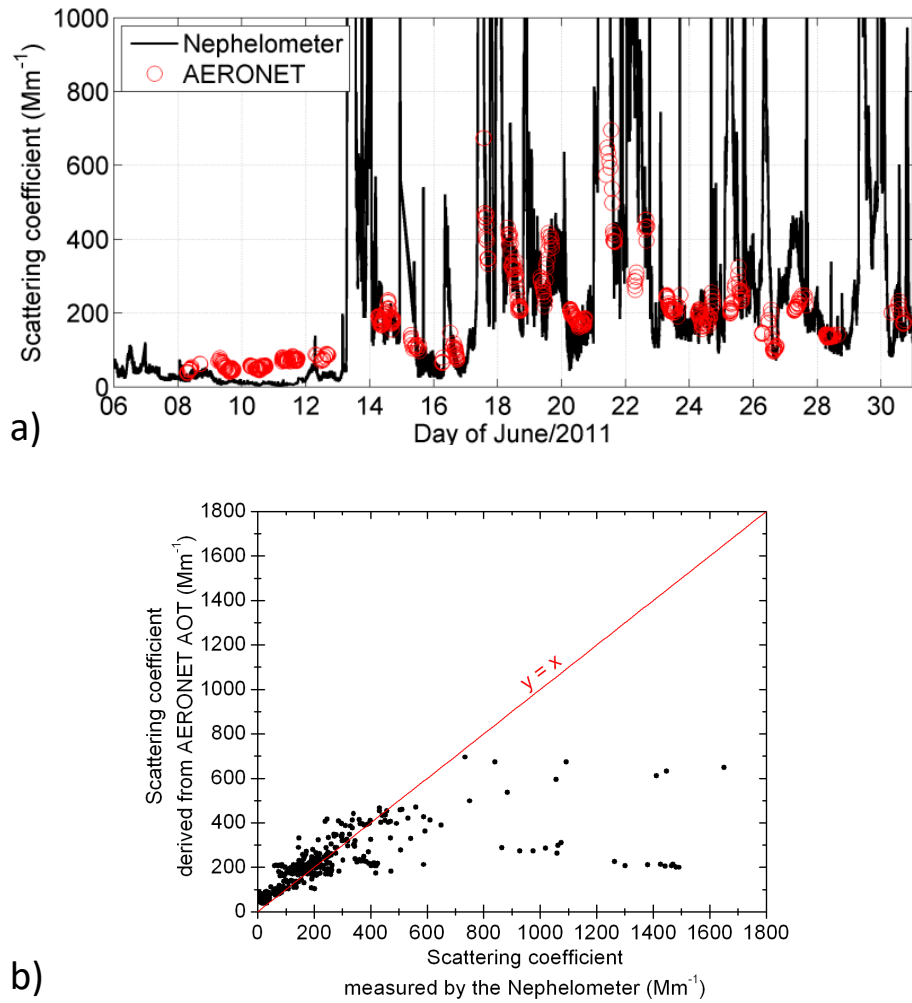 1000
800
600
400
200
0
Scattering coefficient (Mm⁻¹)
Nephelometer
AERONET
06 08 10 12 14 16 18 20 22 24 26 28 30
Day of June/2011
a)
1800
1600
1400
1200
1000
800
600
400
200
0
Scattering coefficient
derived from AERONET AOT (Mm⁻¹)
y = x
0 200 400 600 800 1000 1200 1400 1600 1800
Scattering coefficient
measured by the Nephelometer (Mm⁻¹)
b)